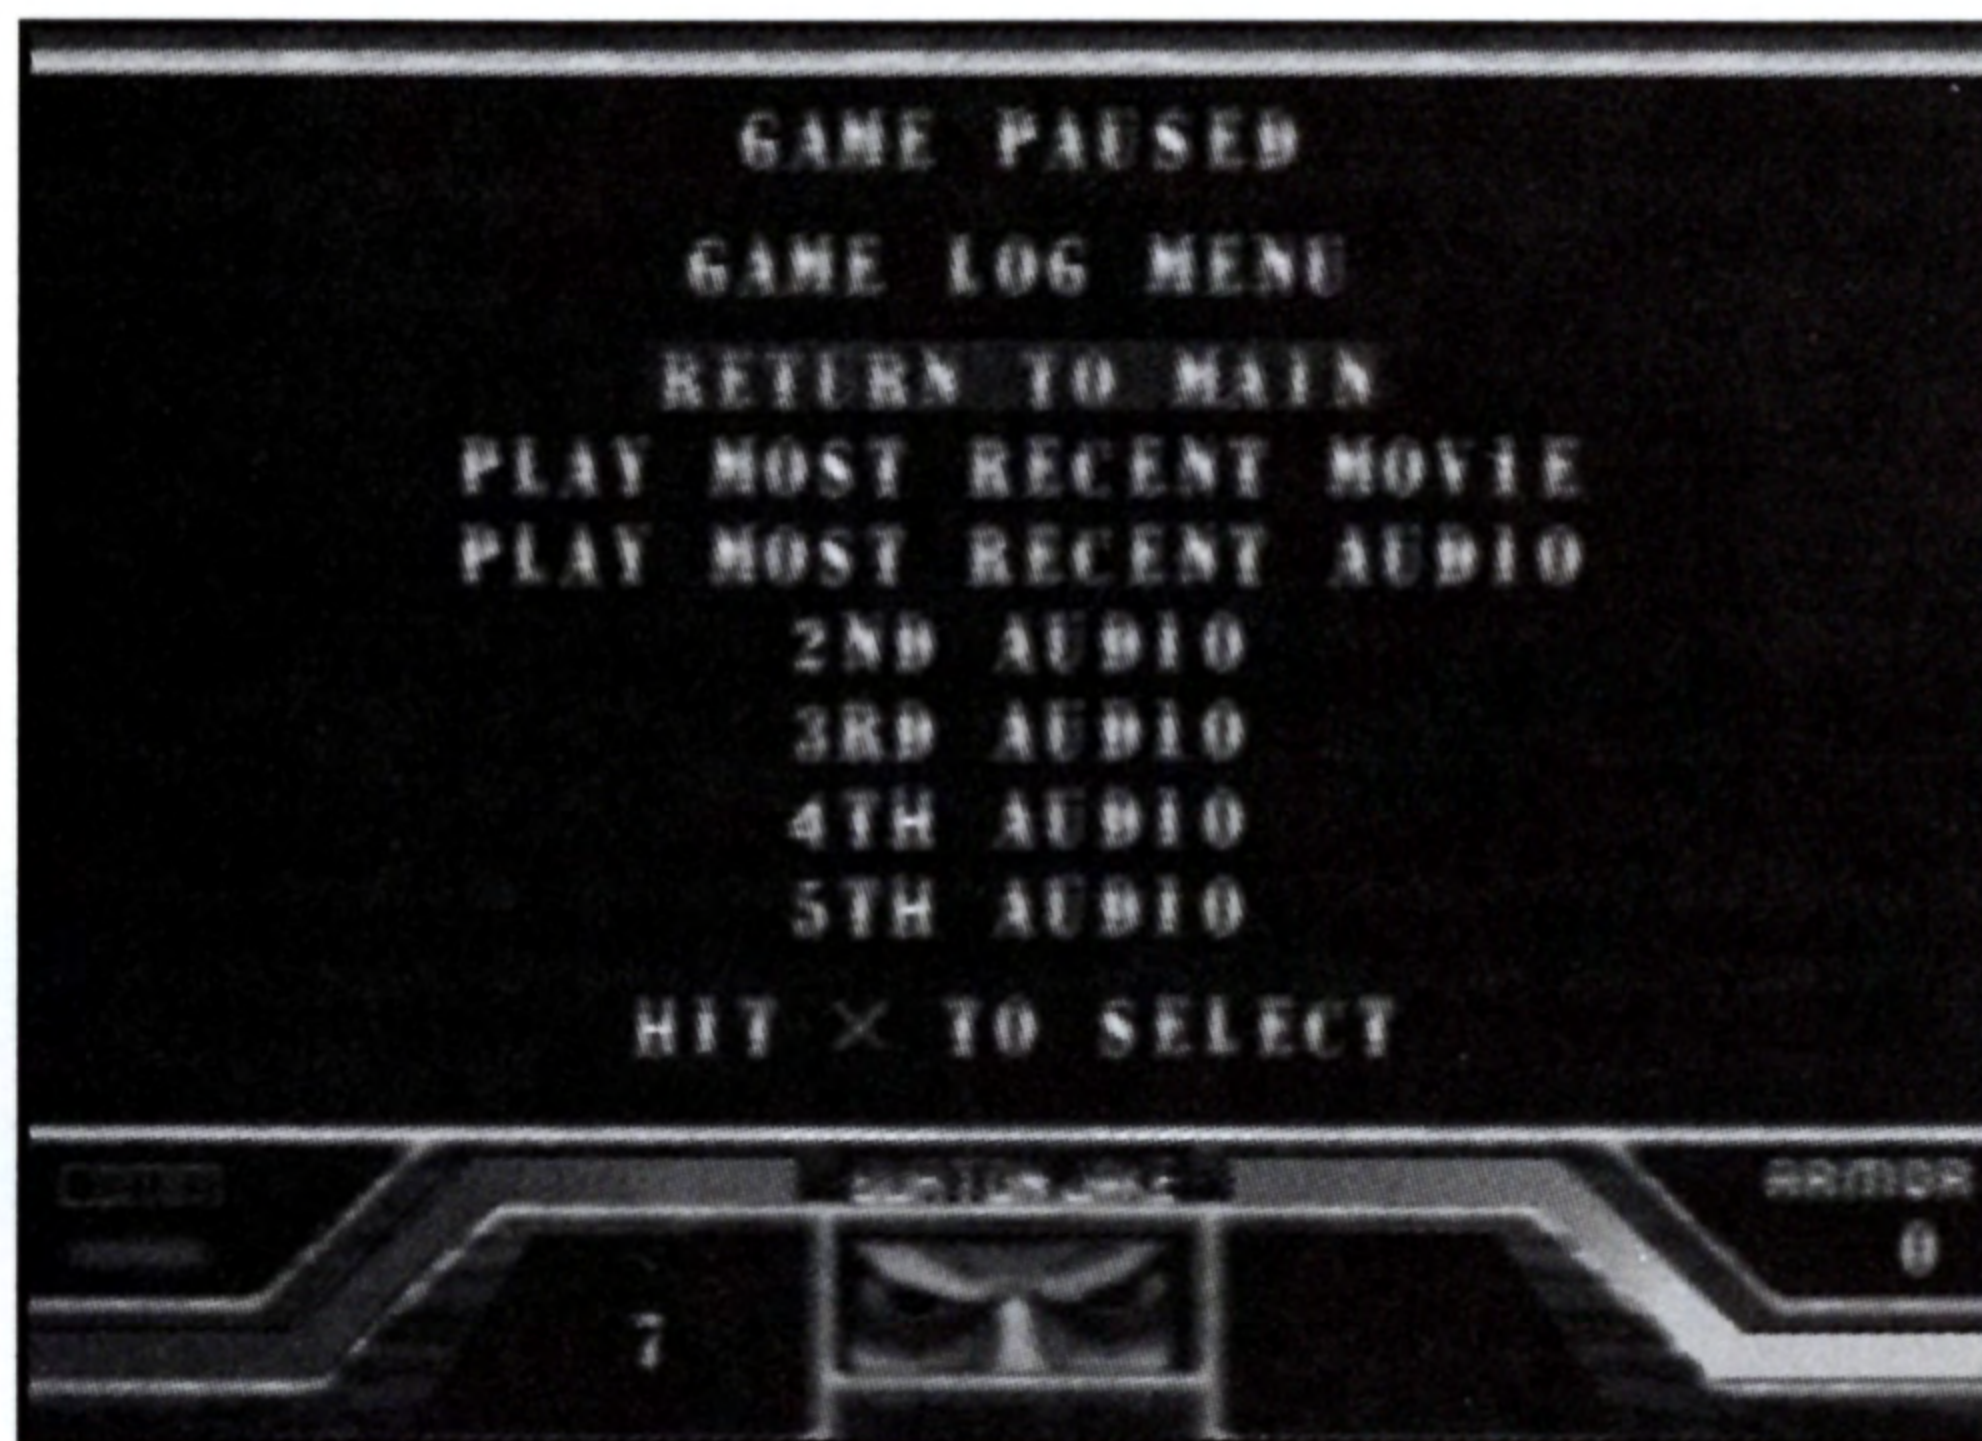 GAME PAUSED
GAME LOG MENU
RETURN TO MAIN
PLAY MOST RECENT MOVIE
PLAY MOST RECENT AUDIO
2ND AUDIO
3RD AUDIO
4TH AUDIO
5TH AUDIO
HIT X TO SELECT
ARMOR
0
7